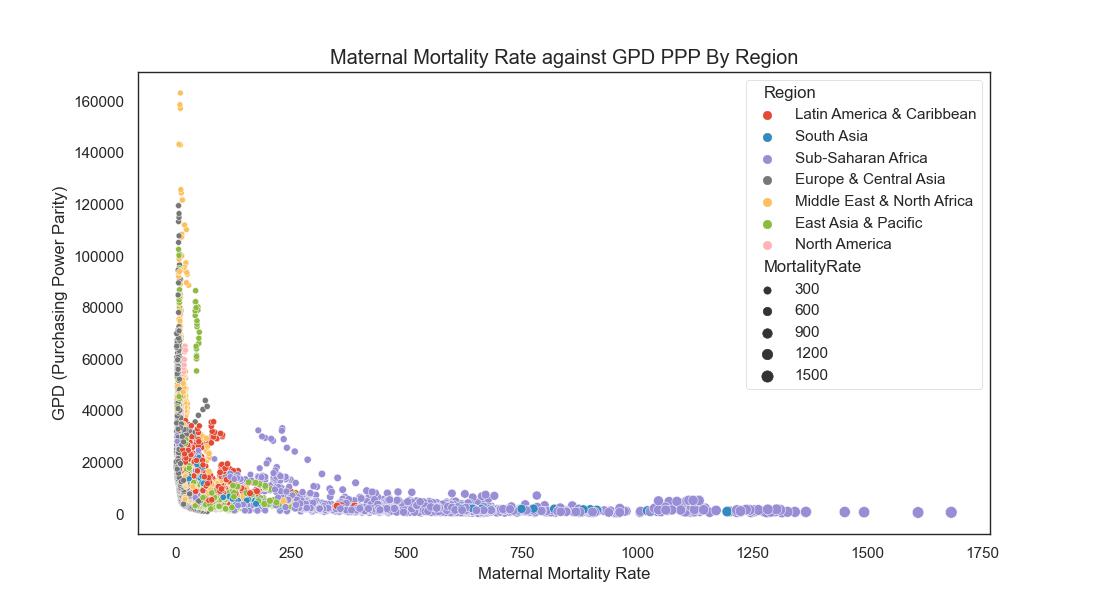 Maternal Mortality Rate against GPD PPP By Region
GPD (Purchasing Power Parity)
160000
140000
120000
100000
80000
60000
40000
20000
0
0 250 500 750 1000 1250 1500 1750
Maternal Mortality Rate
Region
Latin America & Caribbean
South Asia
Sub-Saharan Africa
Europe & Central Asia
Middle East & North Africa
East Asia & Pacific
North America
MortalityRate
300
600
900
1200
1500